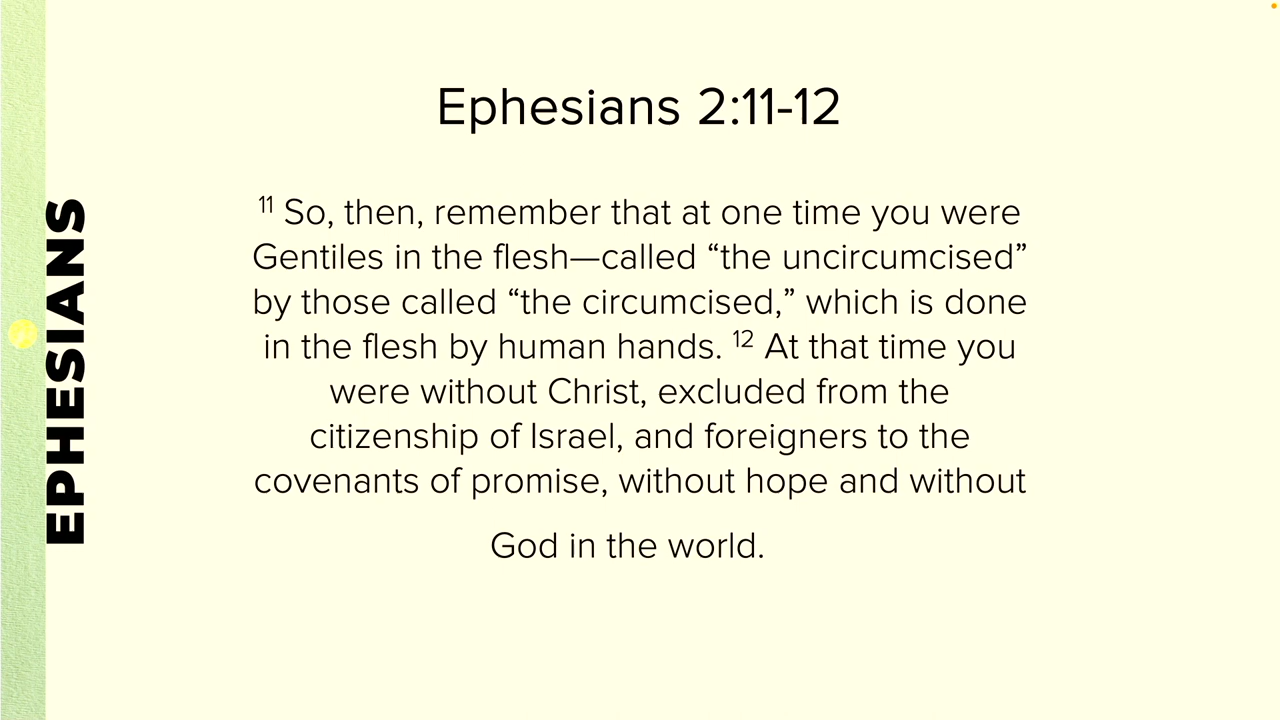 Ephesians 2:11-12
EPHESIANS
¹¹ So, then, remember that at one time you were
Gentiles in the flesh—called “the uncircumcised”
by those called “the circumcised,” which is done
in the flesh by human hands. ¹² At that time you
were without Christ, excluded from the
citizenship of Israel, and foreigners to the
covenants of promise, without hope and without
God in the world.